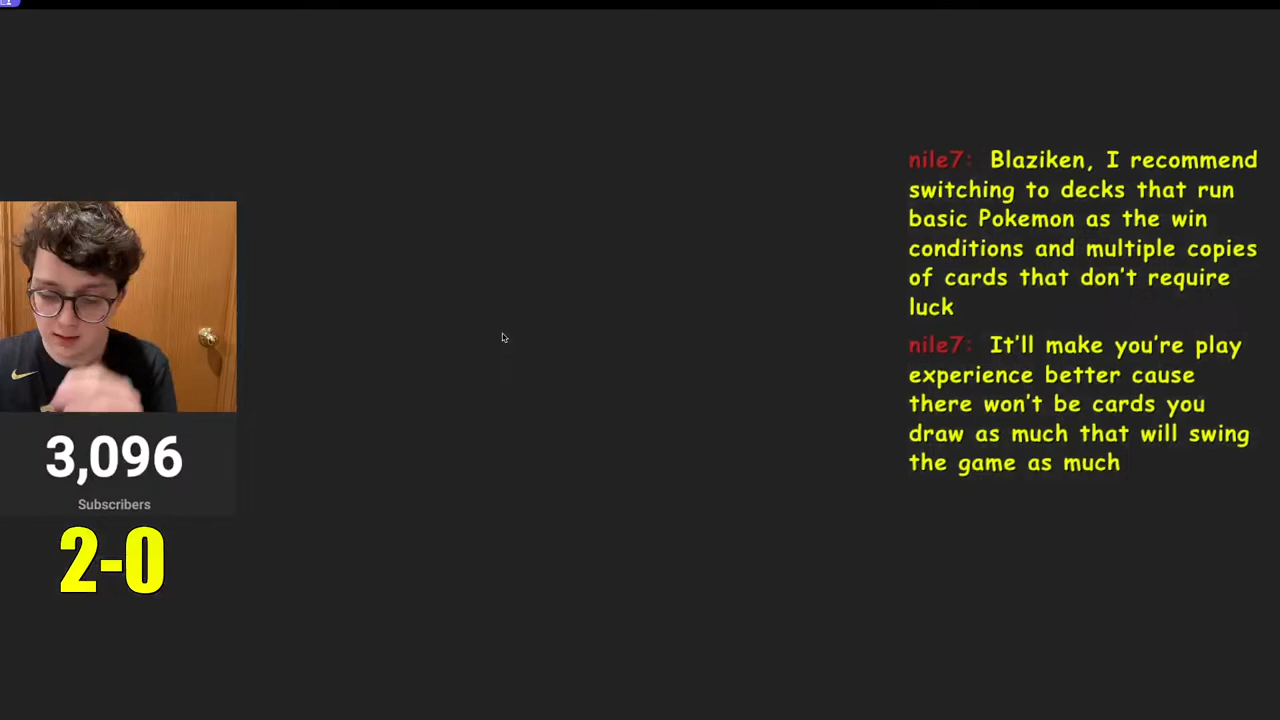 nile7: Blaziken, I recommend
switching to decks that run
basic Pokemon as the win
conditions and multiple copies
of cards that don't require
luck
nile7: It'll make you're play
experience better cause
there won't be cards you
draw as much that will swing
the game as much
3,096
Subscribers
2-0